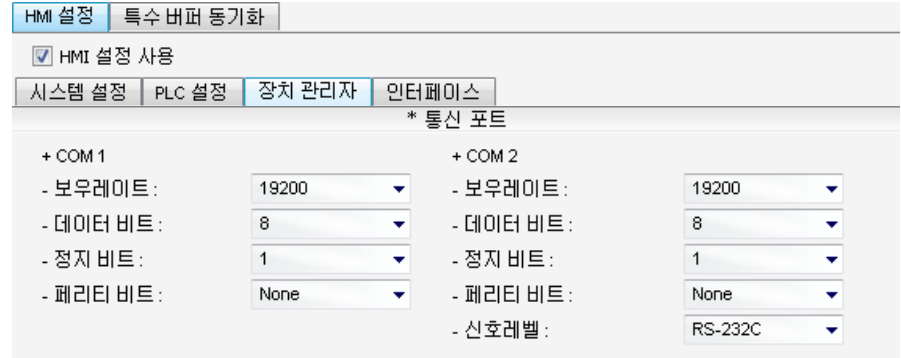 HMI 설정 특수 버퍼 동기화
HMI 설정 사용
시스템 설정 PLC 설정 장치 관리자 인터페이스
* 통신 포트
+ COM 1 + COM 2
- 보우레이트 : 19200 - 보우레이트 : 19200
- 데이터 비트 : 8 - 데이터 비트 : 8
- 정지 비트 : 1 - 정지 비트 : 1
- 페리티 비트 : None - 페리티 비트 : None
- 신호레벨 : RS-232C